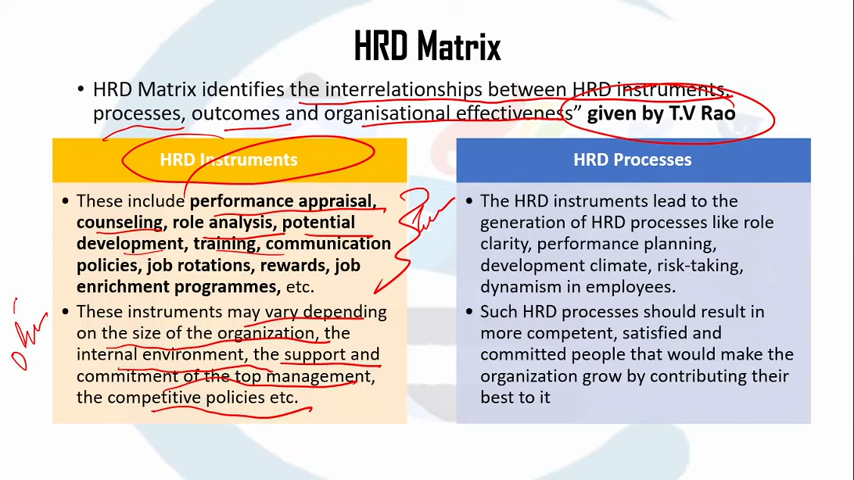 HRD Matrix
• HRD Matrix identifies the interrelationships between HRD instruments,
processes, outcomes and organisational effectiveness” given by T.V Rao
HRD Instruments
• These include performance appraisal,
counseling, role analysis, potential
development, training, communication
policies, job rotations, rewards, job
enrichment programmes, etc.
• These instruments may vary depending
on the size of the organization, the
internal environment, the support and
commitment of the top management,
the competitive policies etc.
HRD Processes
• The HRD instruments lead to the
generation of HRD processes like role
clarity, performance planning,
development climate, risk-taking,
dynamism in employees.
• Such HRD processes should result in
more competent, satisfied and
committed people that would make the
organization grow by contributing their
best to it